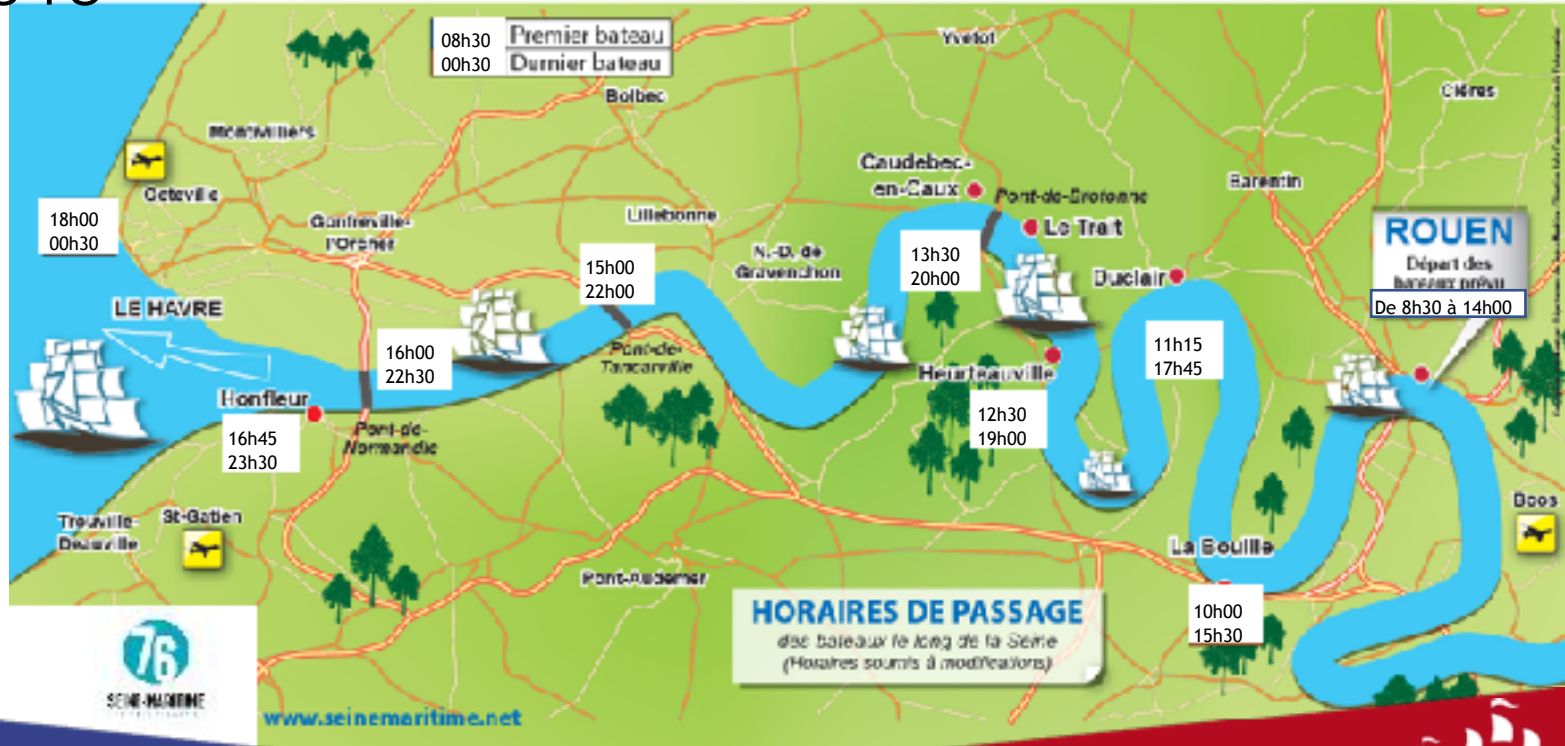 08h30 Premier bateau
00h30 Dernier bateau
Yvetot
Clères
Bolbec
Montivilliers
Octeville
Caudebec-
en-Caux
Pont-de-Brotonne
Barentin
18h00
00h30
Gonfreville-
l'Orcher
Lillebonne
Le Trait
ROUEN
Départ des
bateaux prévu
De 8h30 à 14h00
N.-D. de
Gravenchon
13h30
20h00
15h00
22h00
Duclair
LE HAVRE
16h00
22h30
Pont-de-
Tancarville
11h15
17h45
Heurteauville
Honfleur
12h30
19h00
16h45
23h30
Pont-de-
Normandie
Trouville-
Deauville
St-Gatien
Boos
La Bouille
Pont-Audemer
10h00
15h30
HORAIRES DE PASSAGE
des bateaux le long de la Seine
(Horaires soumis à modifications)
76
SEINE-MARITIME
www.seinemaritime.net